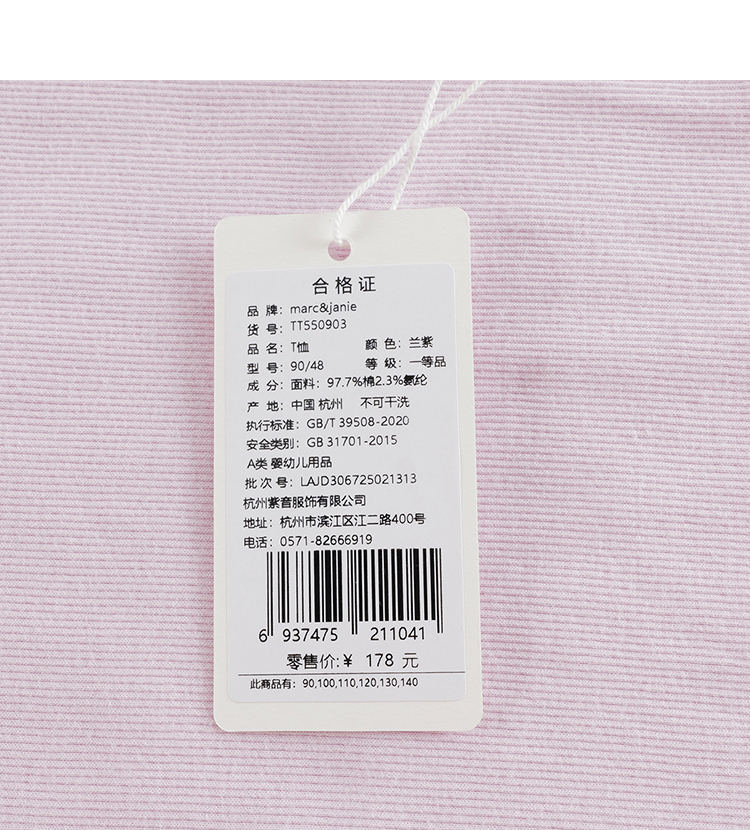 合格证
品 牌: marc&janie
货 号: TT550903
品 名: T恤 颜 色: 兰紫
型 号: 90/48 等 级: 一等品
成 分: 面料: 97.7%棉2.3%氨纶
产 地: 中国 杭州 不可干洗
执行标准: GB/T 39508-2020
安全类别: GB 31701-2015
A类 婴幼儿用品
批 次 号: LAJD306725021313
杭州紫音服饰有限公司
地址: 杭州市滨江区江二路400号
电话: 0571-82666919
6 937475 211041
零售价:¥ 178 元
此商品有: 90,100,110,120,130,140